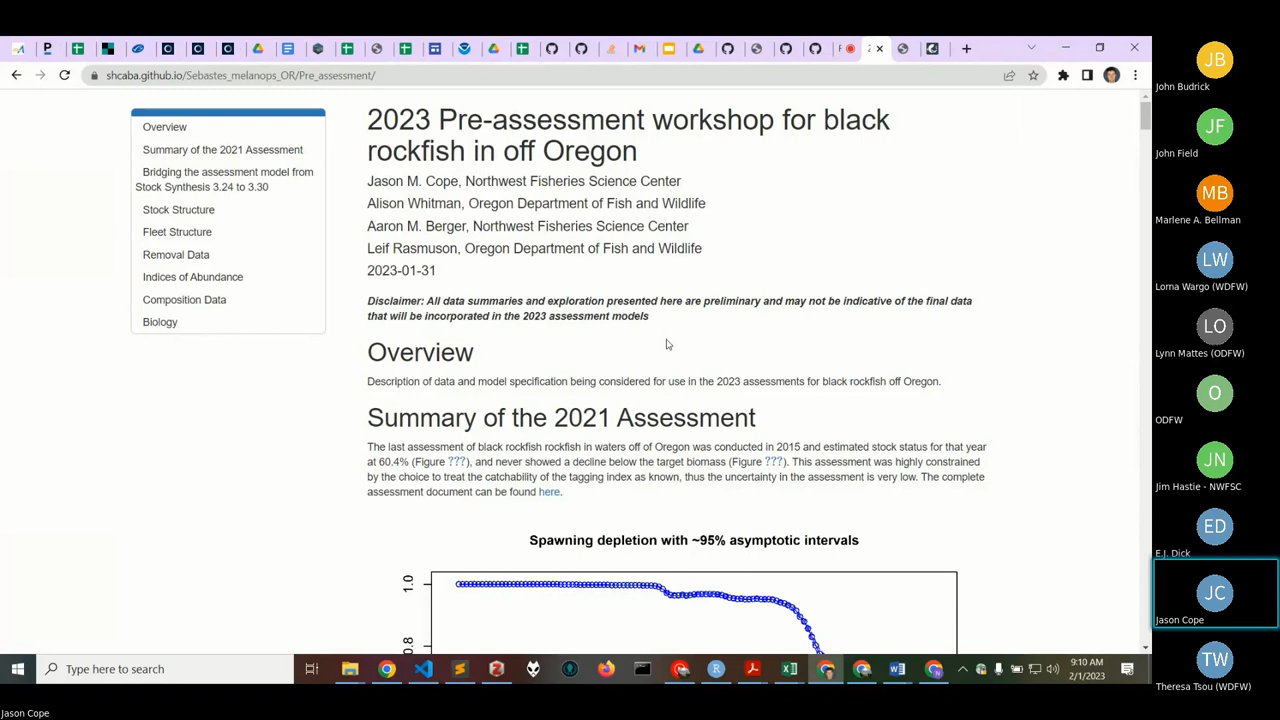 shcaba.github.io/Sebastes_melanops_OR/Pre_assessment/
Overview
Summary of the 2021 Assessment
Bridging the assessment model from
Stock Synthesis 3.24 to 3.30
Stock Structure
Fleet Structure
Removal Data
Indices of Abundance
Composition Data
Biology
2023 Pre-assessment workshop for black
rockfish in off Oregon
Jason M. Cope, Northwest Fisheries Science Center
Alison Whitman, Oregon Department of Fish and Wildlife
Aaron M. Berger, Northwest Fisheries Science Center
Leif Rasmuson, Oregon Department of Fish and Wildlife
2023-01-31
Disclaimer: All data summaries and exploration presented here are preliminary and may not be indicative of the final data
that will be incorporated in the 2023 assessment models
Overview
Description of data and model specification being considered for use in the 2023 assessments for black rockfish off Oregon.
Summary of the 2021 Assessment
The last assessment of black rockfish rockfish in waters off of Oregon was conducted in 2015 and estimated stock status for that year
at 60.4% (Figure ???), and never showed a decline below the target biomass (Figure ???). This assessment was highly constrained
by the choice to treat the catchability of the tagging index as known, thus the uncertainty in the assessment is very low. The complete
assessment document can be found here.
Spawning depletion with ~95% asymptotic intervals
1.0
0.8
Type here to search
9:10 AM
2/1/2023
JB
John Budrick
JF
John Field
MB
Marlene A. Bellman
LW
Lorna Wargo (WDFW)
LO
Lynn Mattes (ODFW)
O
ODFW
JN
Jim Hastie - NWFSC
ED
E.J. Dick
JC
Jason Cope
TW
Theresa Tsou (WDFW)
Jason Cope